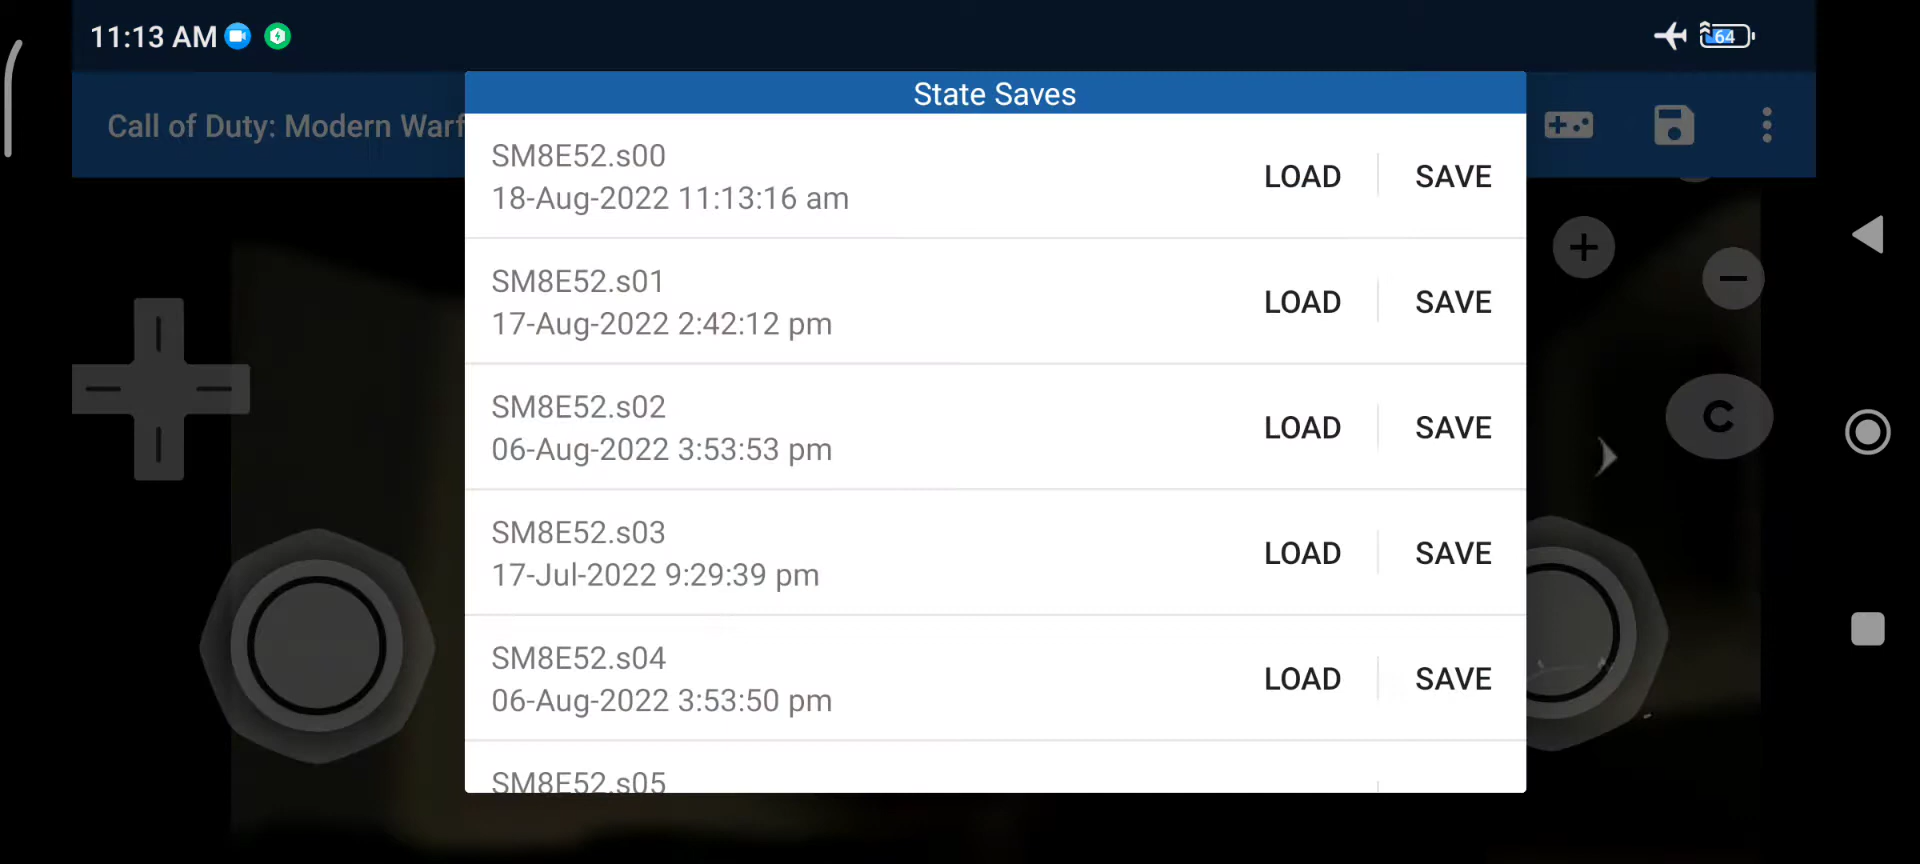 11:13 AM
64
State Saves
Call of Duty: Modern Warf
SM8E52.s00
18-Aug-2022 11:13:16 am
LOAD
SAVE
SM8E52.s01
17-Aug-2022 2:42:12 pm
LOAD
SAVE
SM8E52.s02
06-Aug-2022 3:53:53 pm
LOAD
SAVE
SM8E52.s03
17-Jul-2022 9:29:39 pm
LOAD
SAVE
SM8E52.s04
06-Aug-2022 3:53:50 pm
LOAD
SAVE
SM8E52.s05
C